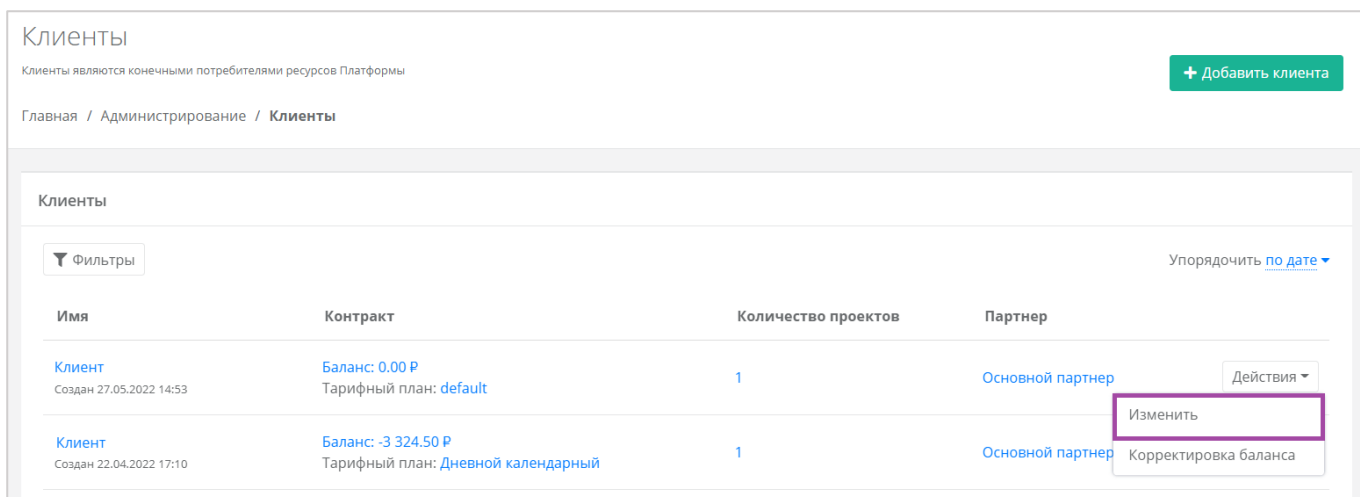 Клиенты
Клиенты являются конечными потребителями ресурсов Платформы
+ Добавить клиента
Главная / Администрирование / Клиенты
Клиенты
Фильтры
Упорядочить по дате
Имя Контракт Количество проектов Партнер
Клиент Баланс: 0.00 ₽ 1 Основной партнер Действия
Создан 27.05.2022 14:53 Тарифный план: default
Изменить
Клиент Баланс: -3 324.50 ₽ 1 Основной партнер
Создан 22.04.2022 17:10 Тарифный план: Дневной календарный
Корректировка баланса